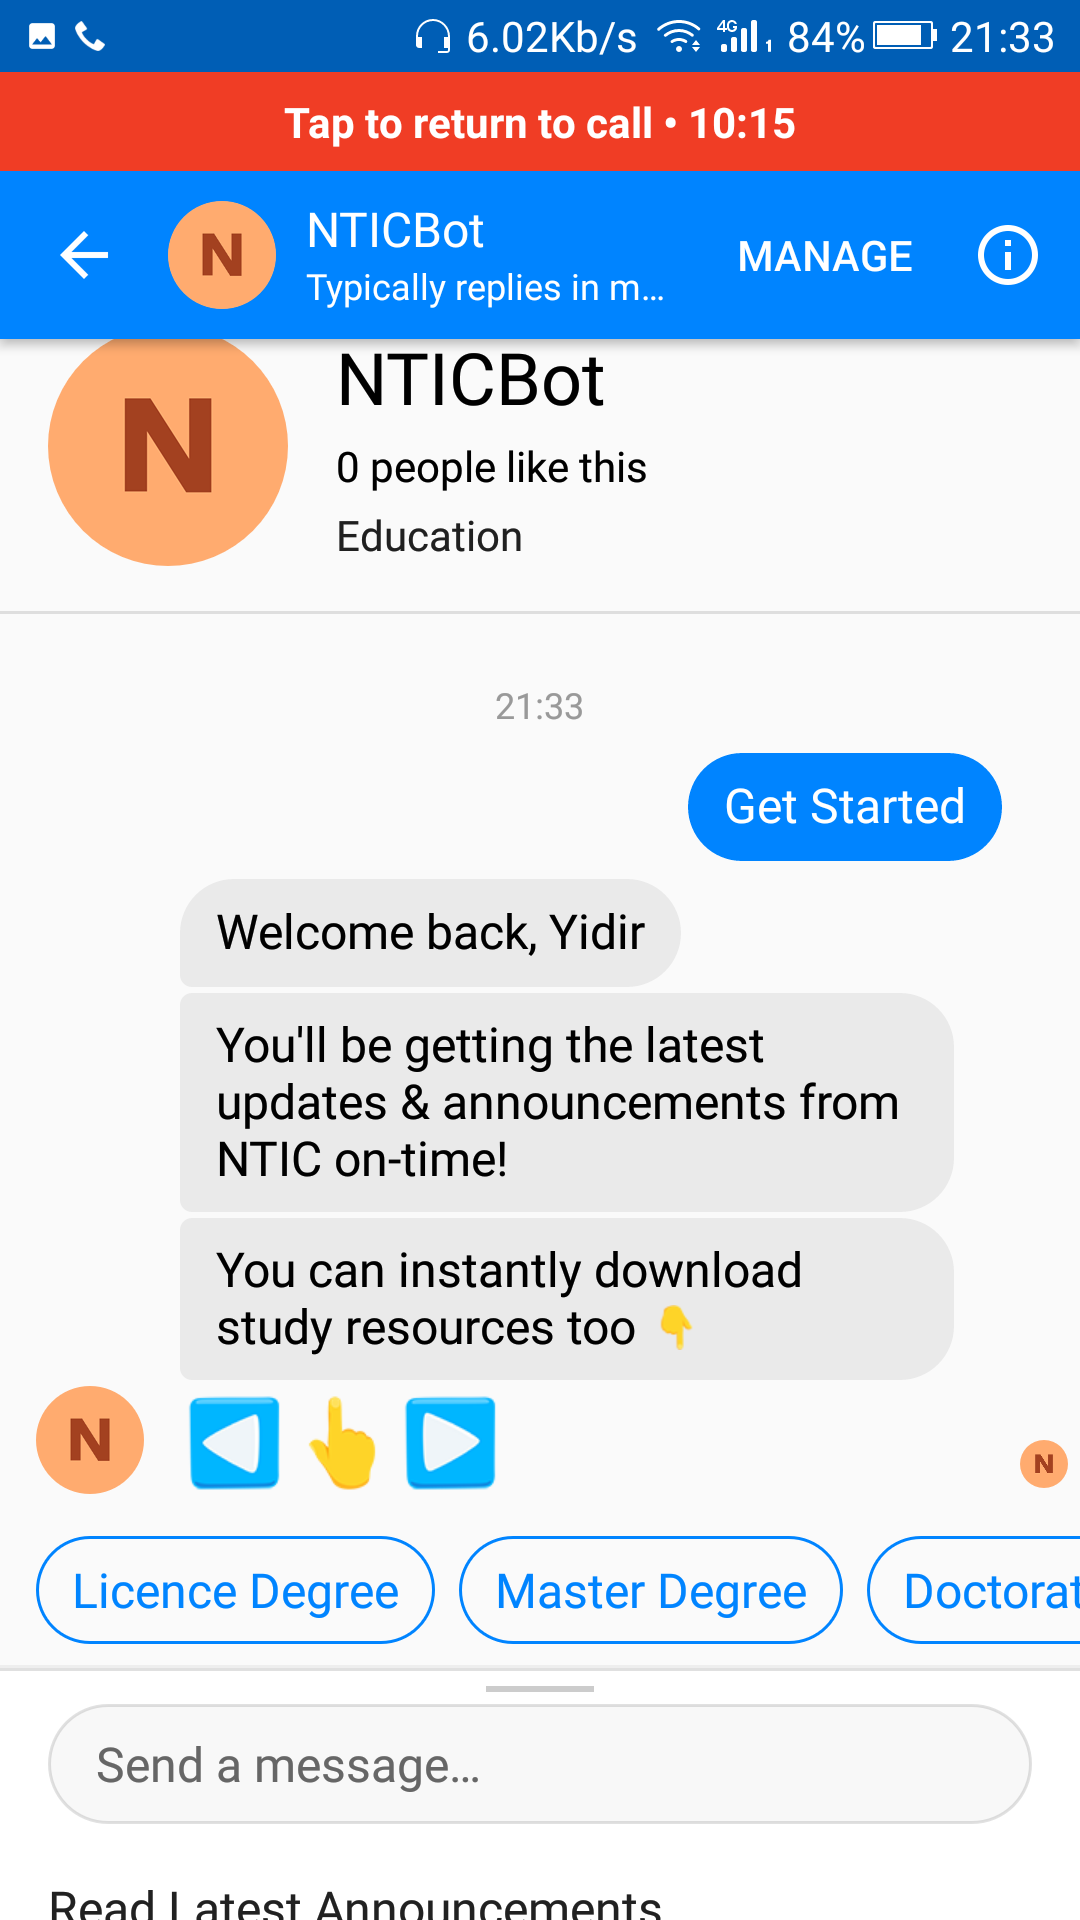 6.02Kb/s 4G 1 84% 21:33
Tap to return to call • 10:15
N NTICBot MANAGE
Typically replies in m...
N NTICBot
0 people like this
Education
21:33
Get Started
Welcome back, Yidir
You'll be getting the latest
updates & announcements from
NTIC on-time!
You can instantly download
study resources too 👇
N ◀️ 👆 ▶️ N
Licence Degree Master Degree Doctorat
Send a message...
Read Latest Announcements